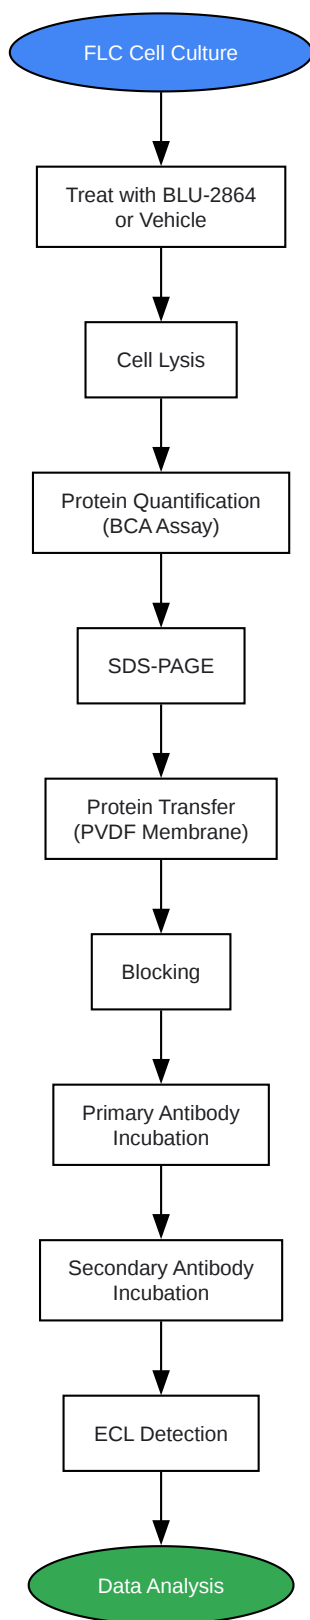 FLC Cell Culture
Treat with BLU-2864
or Vehicle
Cell Lysis
Protein Quantification
(BCA Assay)
SDS-PAGE
Protein Transfer
(PVDF Membrane)
Blocking
Primary Antibody
Incubation
Secondary Antibody
Incubation
ECL Detection
Data Analysis